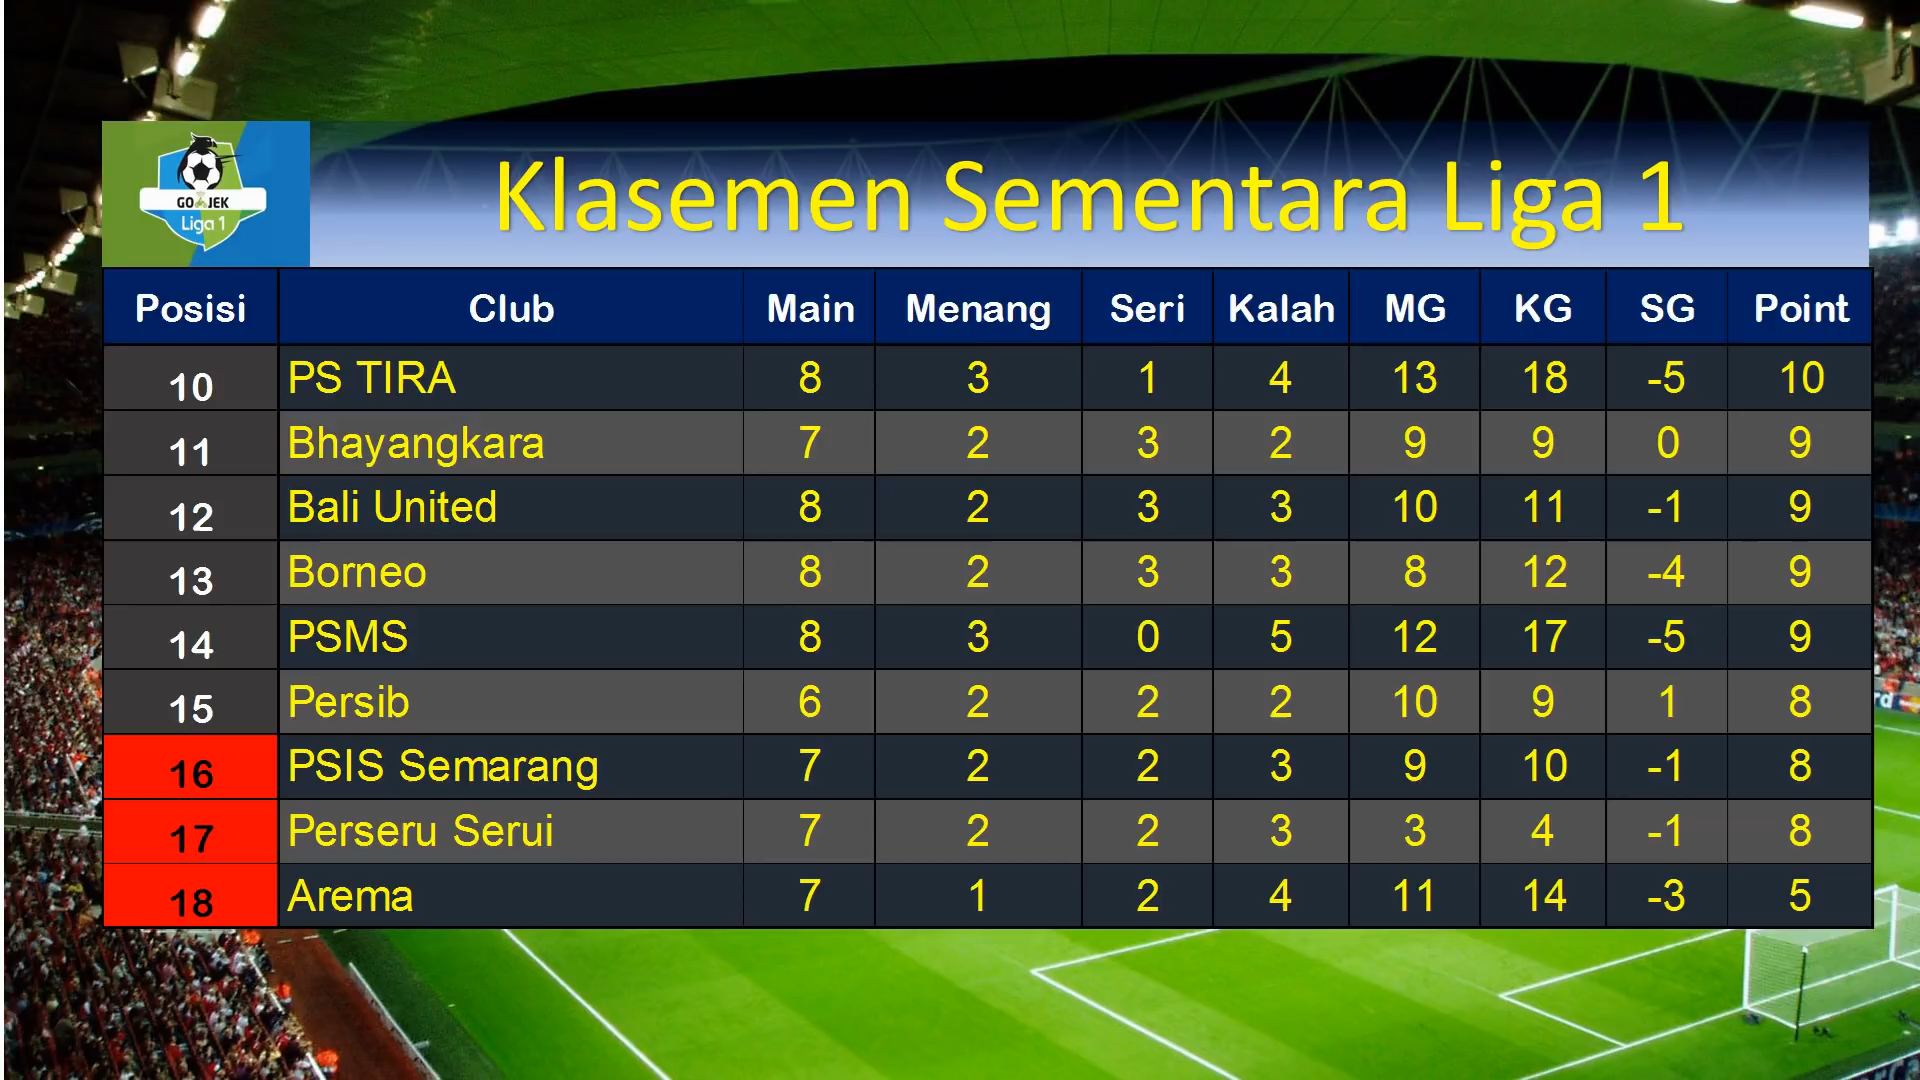 GO-JEK
Liga 1
Klasemen Sementara Liga 1
Posisi Club Main Menang Seri Kalah MG KG SG Point
10 PS TIRA 8 3 1 4 13 18 -5 10
11 Bhayangkara 7 2 3 2 9 9 0 9
12 Bali United 8 2 3 3 10 11 -1 9
13 Borneo 8 2 3 3 8 12 -4 9
14 PSMS 8 3 0 5 12 17 -5 9
15 Persib 6 2 2 2 10 9 1 8
16 PSIS Semarang 7 2 2 3 9 10 -1 8
17 Perseru Serui 7 2 2 3 3 4 -1 8
18 Arema 7 1 2 4 11 14 -3 5